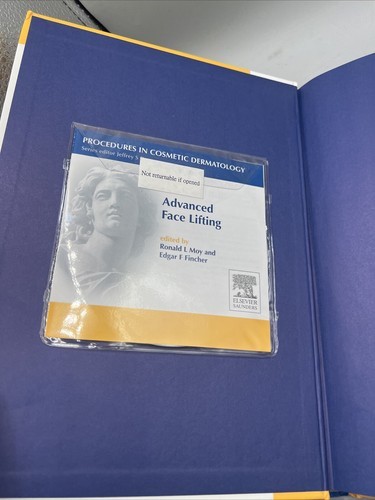 PROCEDURES IN COSMETIC DERMATOLOGY
Series editor Jeffrey S
Not returnable if opened
Advanced
Face Lifting
edited by
Ronald L Moy and
Edgar F Fincher
ELSEVIER
SAUNDERS